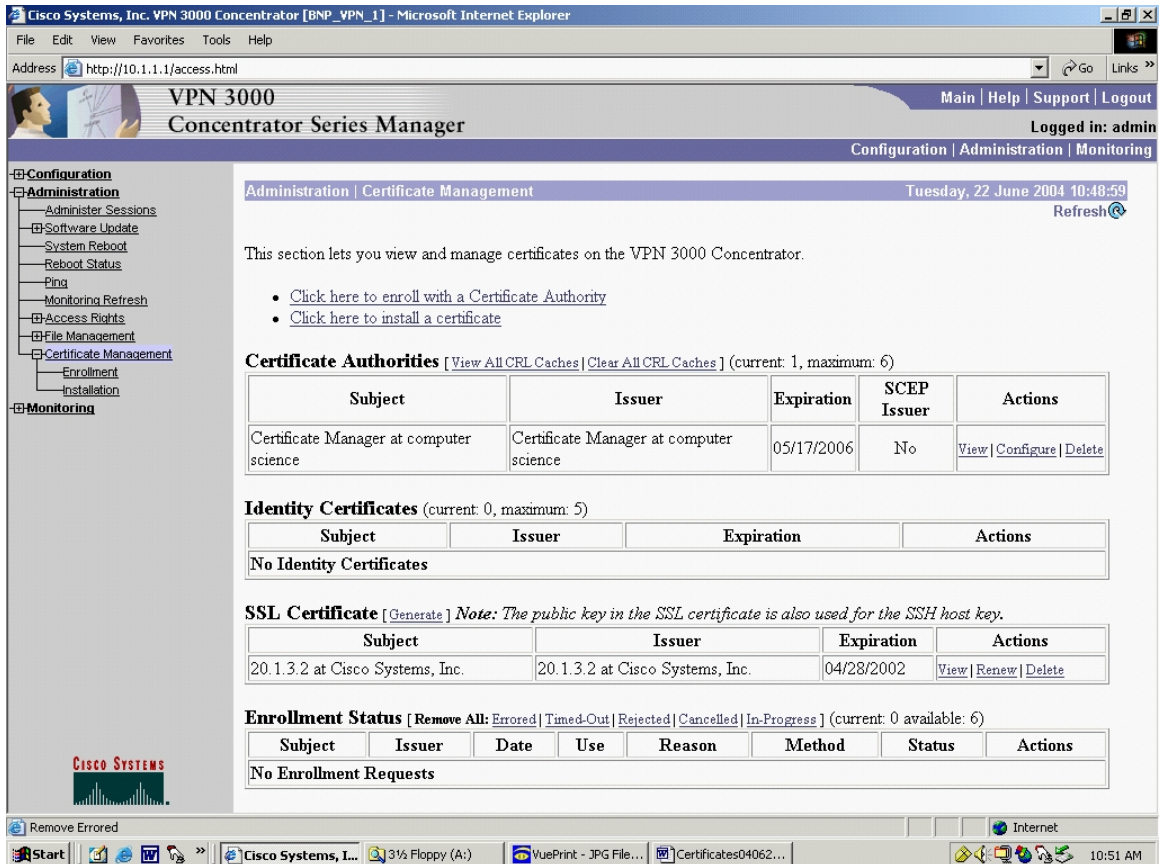 Cisco Systems, Inc. VPN 3000 Concentrator [BNP_VPN_1] - Microsoft Internet Explorer
File Edit View Favorites Tools Help
Address http://10.1.1.1/access.html Go Links »
VPN 3000
Concentrator Series Manager
Main | Help | Support | Logout
Logged in: admin
Configuration | Administration | Monitoring
Configuration
Administration
Administer Sessions
Software Update
System Reboot
Reboot Status
Ping
Monitoring Refresh
Access Rights
File Management
Certificate Management
Enrollment
Installation
Monitoring
CISCO SYSTEMS
Administration | Certificate Management Tuesday, 22 June 2004 10:48:59
Refresh
This section lets you view and manage certificates on the VPN 3000 Concentrator.
• Click here to enroll with a Certificate Authority
• Click here to install a certificate
Certificate Authorities [ View All CRL Caches | Clear All CRL Caches ] (current: 1, maximum: 6)
Subject Issuer Expiration SCEP Issuer Actions
Certificate Manager at computer science Certificate Manager at computer science 05/17/2006 No View | Configure | Delete
Identity Certificates (current: 0, maximum: 5)
Subject Issuer Expiration Actions
No Identity Certificates
SSL Certificate [ Generate ] Note: The public key in the SSL certificate is also used for the SSH host key.
Subject Issuer Expiration Actions
20.1.3.2 at Cisco Systems, Inc. 20.1.3.2 at Cisco Systems, Inc. 04/28/2002 View | Renew | Delete
Enrollment Status [ Remove All: Errored | Timed-Out | Rejected | Cancelled | In-Progress ] (current: 0 available: 6)
Subject Issuer Date Use Reason Method Status Actions
No Enrollment Requests
Remove Errored Internet
Start » Cisco Systems, I... 3½ Floppy (A:) VuePrint - JPG File... Certificates04062... 10:51 AM